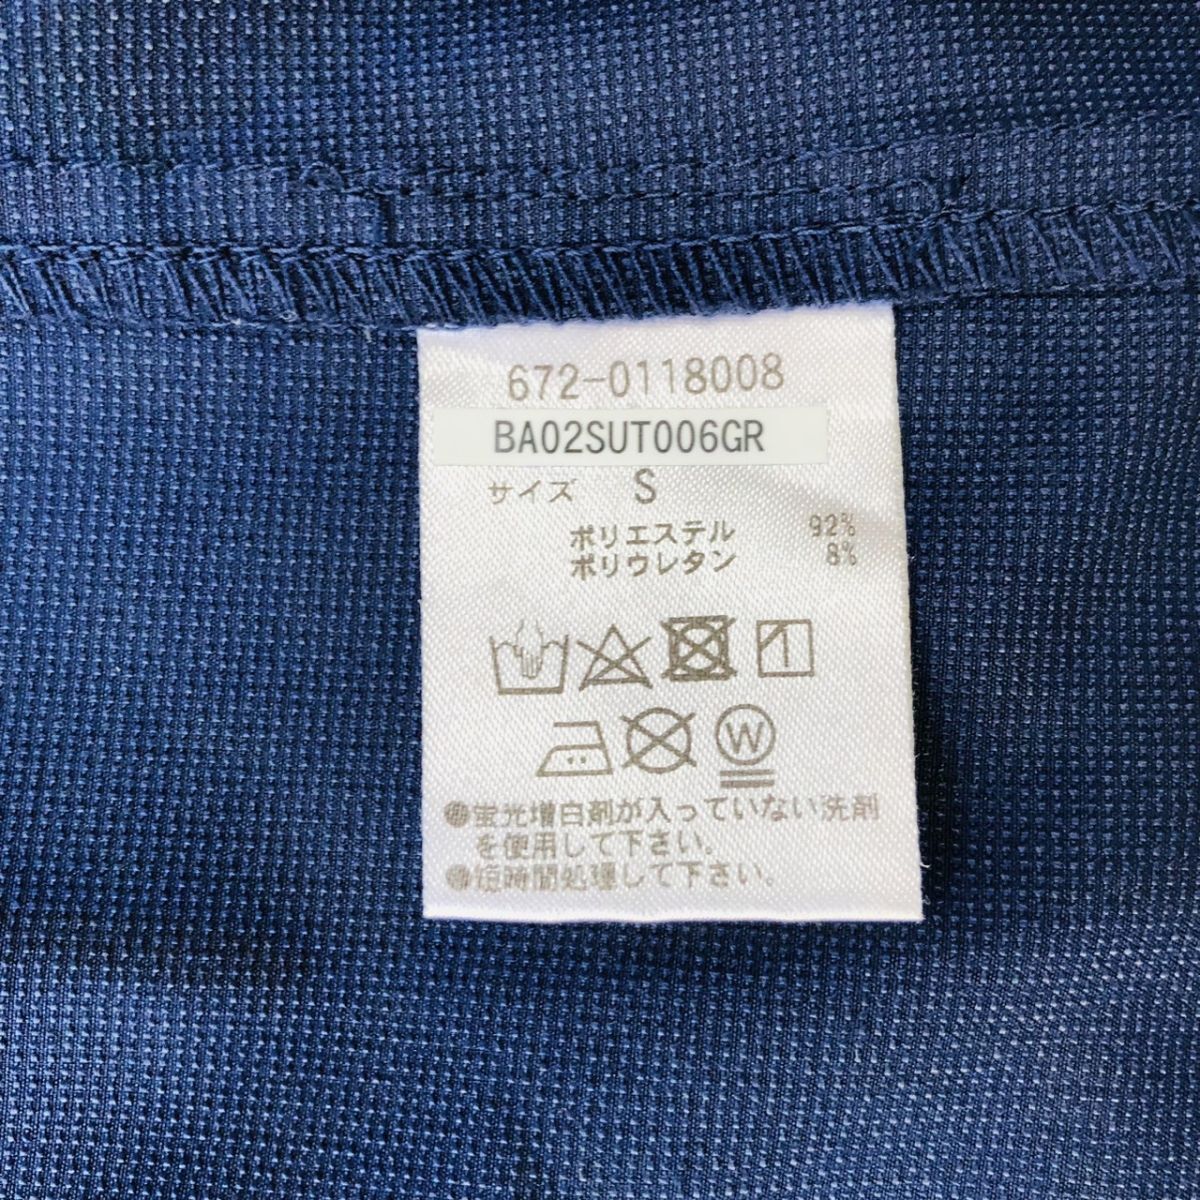 672-0118008
BA02SUT006GR
サイズ S
ポリエステル 92%
ポリウレタン 8%
W
蛍光増白剤が入っていない洗剤
を使用して下さい。
短時間処理して下さい。